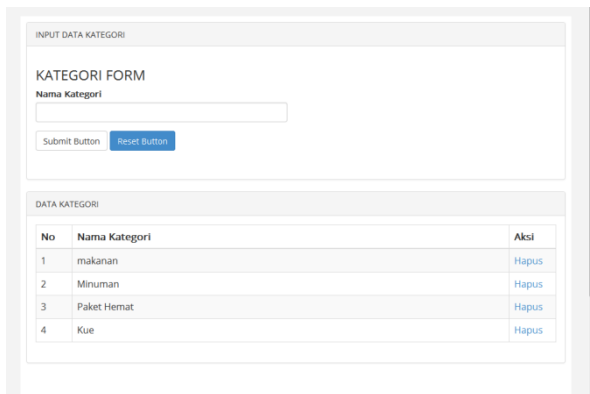 INPUT DATA KATEGORI
KATEGORI FORM
Nama Kategori
Submit Button Reset Button
DATA KATEGORI
No Nama Kategori Aksi
1 makanan Hapus
2 Minuman Hapus
3 Paket Hemat Hapus
4 Kue Hapus